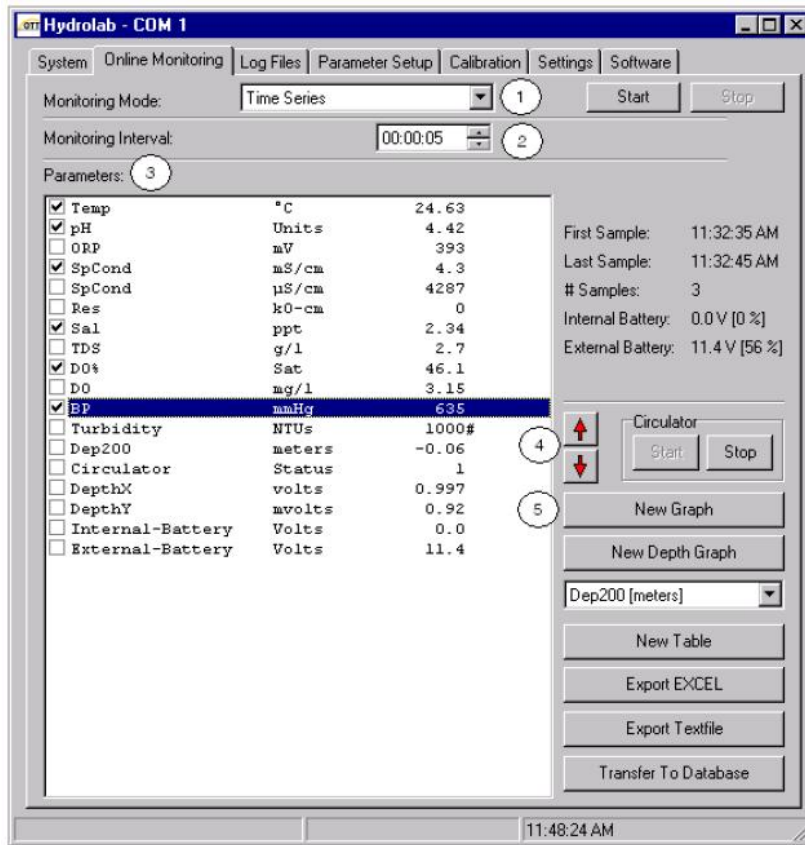 OTT Hydrolab - COM 1
System Online Monitoring Log Files Parameter Setup Calibration Settings Software
Monitoring Mode: Time Series 1 Start Stop
Monitoring Interval: 00:00:05 2
Parameters: 3
Temp °C 24.63
pH Units 4.42
ORP mV 393
SpCond mS/cm 4.3
SpCond µS/cm 4287
Res kO-cm 0
Sal ppt 2.34
TDS g/l 2.7
DO% Sat 46.1
DO mg/l 3.15
BP mmHg 635
Turbidity NTUs 1000#
Dep200 meters -0.06
Circulator Status 1
DepthX volts 0.997
DepthY mvolts 0.92
Internal-Battery Volts 0.0
External-Battery Volts 11.4
First Sample: 11:32:35 AM
Last Sample: 11:32:45 AM
# Samples: 3
Internal Battery: 0.0 V [0 %]
External Battery: 11.4 V [56 %]
Circulator
4 Start Stop
5 New Graph
New Depth Graph
Dep200 [meters]
New Table
Export EXCEL
Export Textfile
Transfer To Database
11:48:24 AM